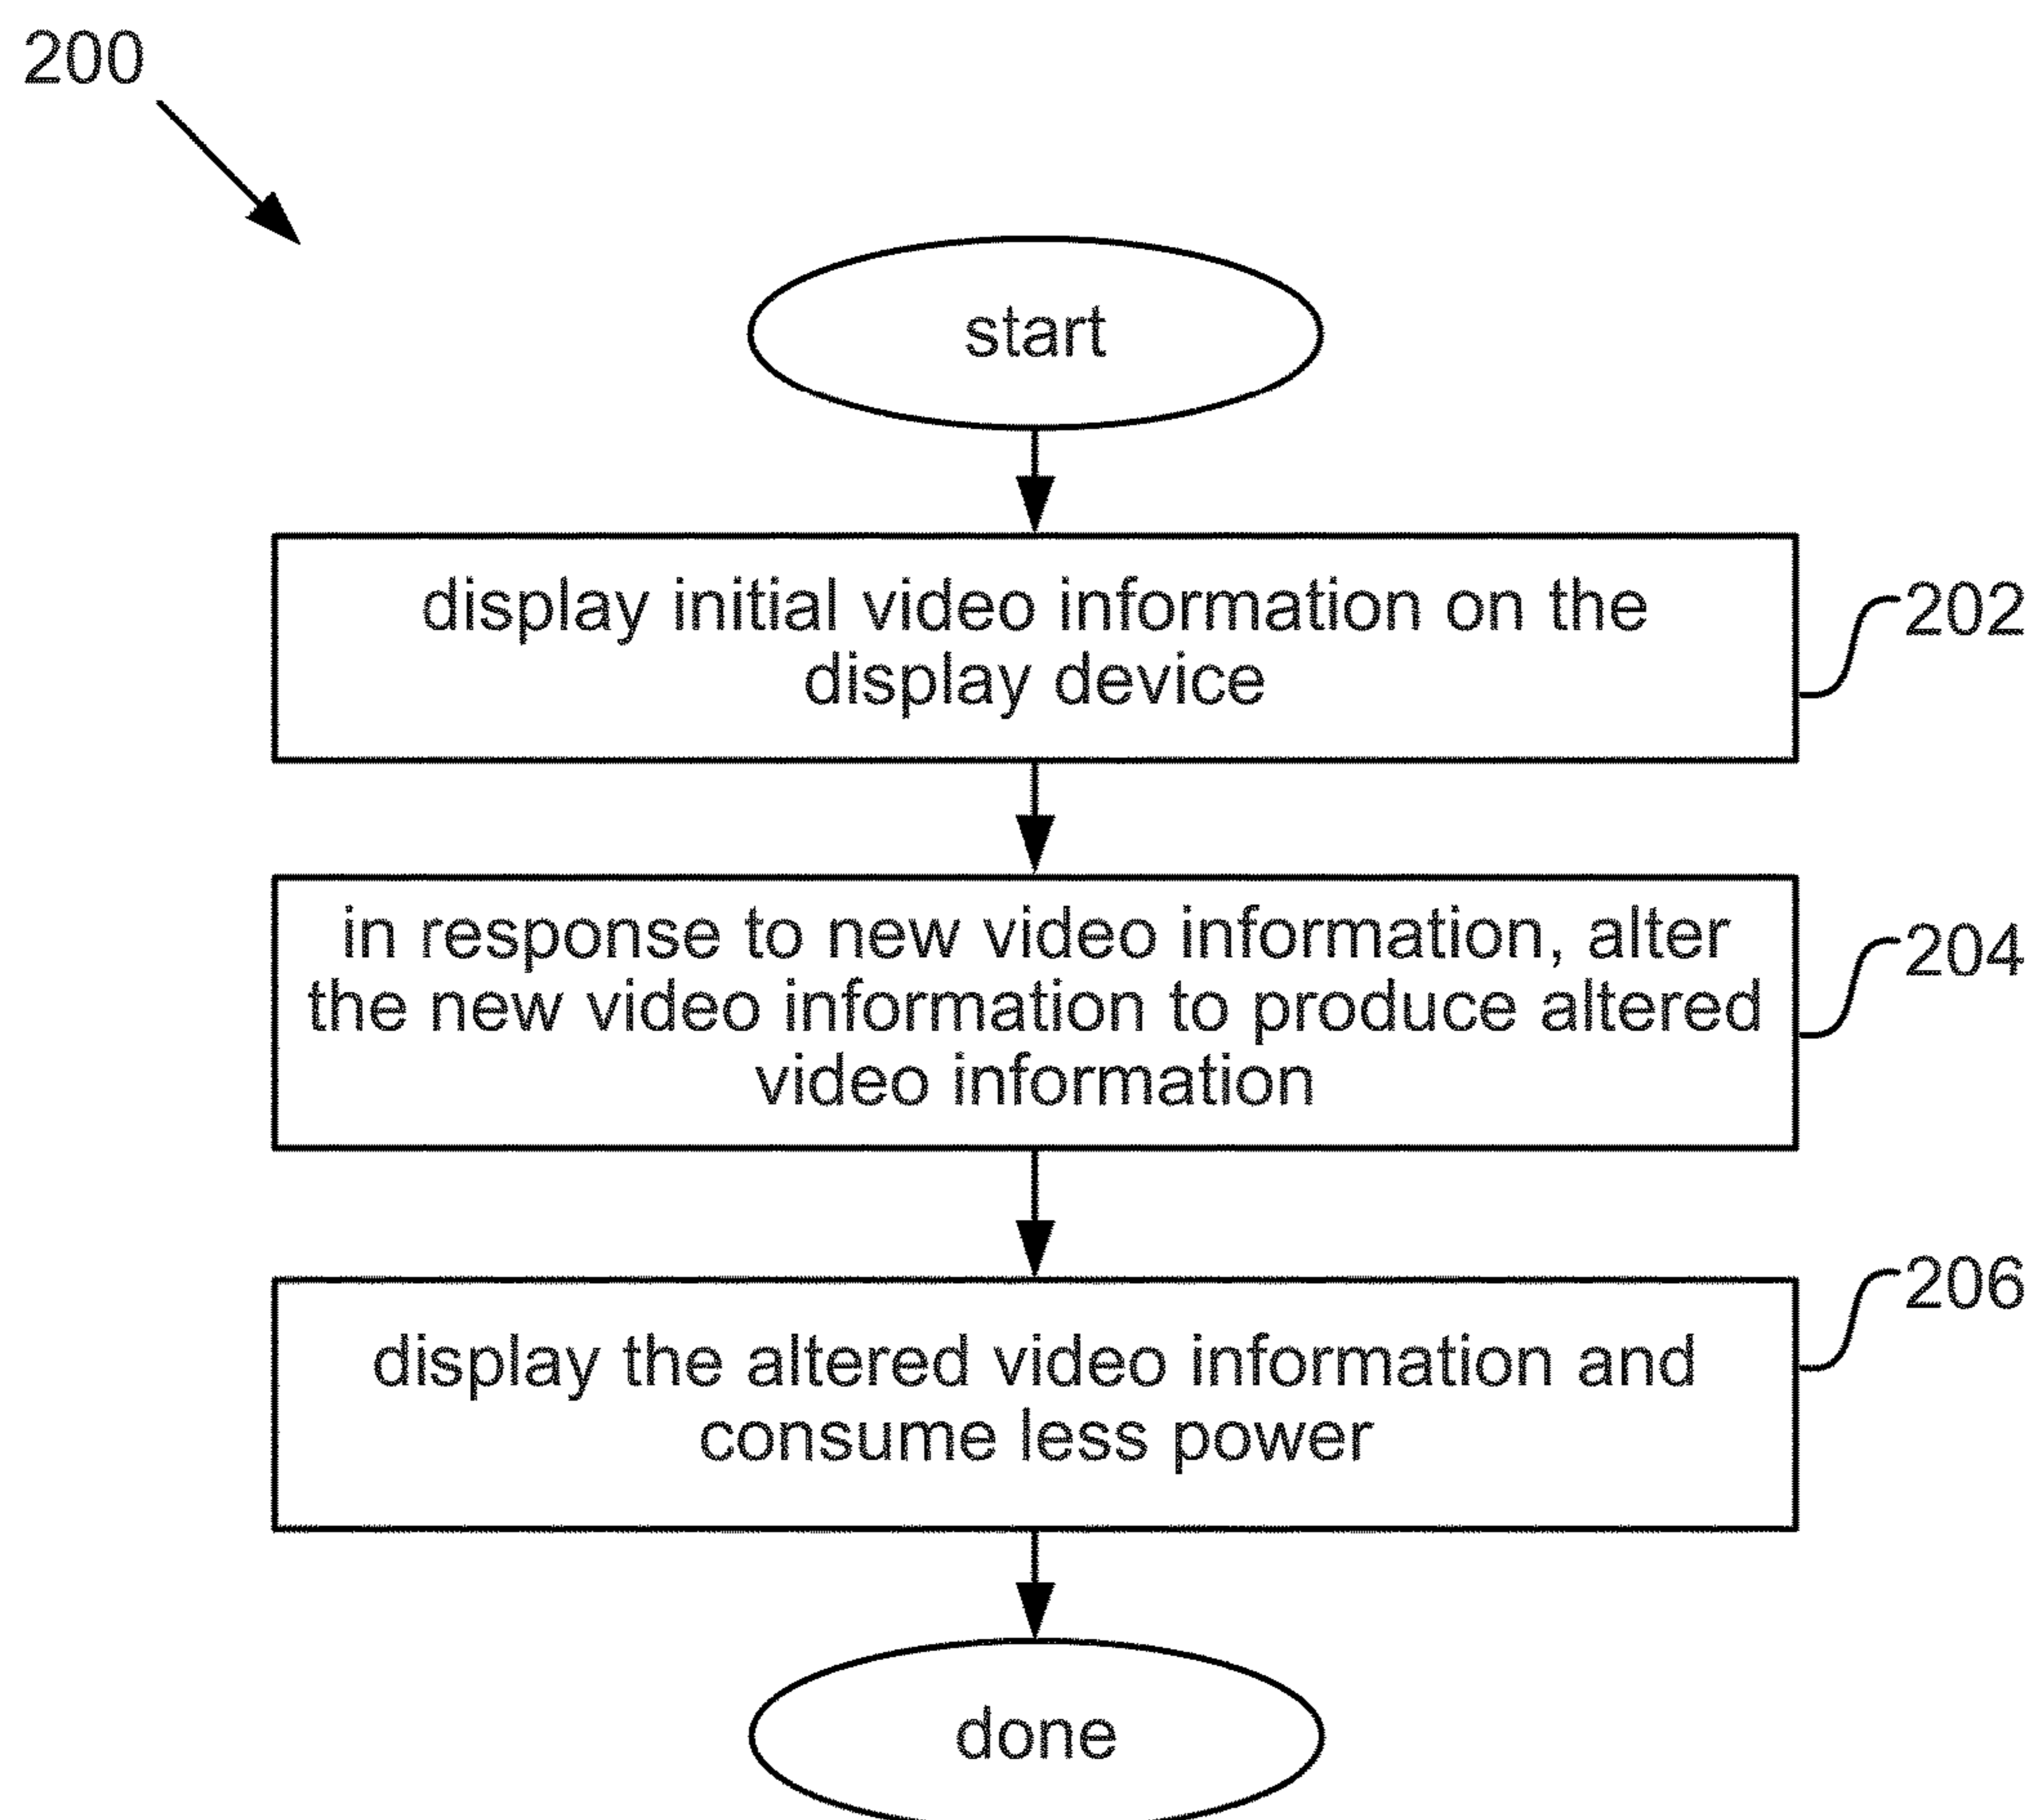 200
start
display initial video information on the
display device
202
in response to new video information, alter
the new video information to produce altered
video information
204
display the altered video information and
consume less power
206
done